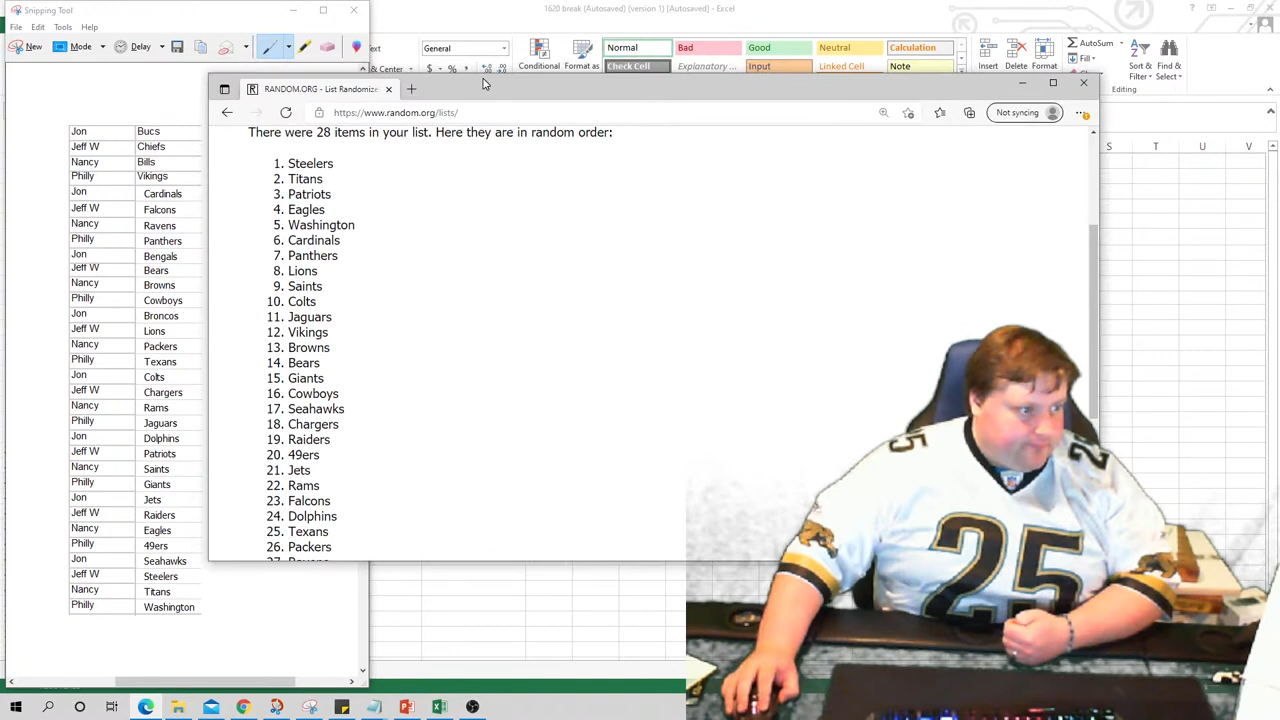 Snipping Tool
1620 break (Autosaved) (version 1) (Autosaved) - Excel
File Edit Tools Help
New Mode Delay
Text
General
Normal Bad Good Neutral Calculation
AutoSum
Fill
Center
$ % ,
Conditional Format as
Check Cell Explanatory ... Input Linked Cell Note
Insert Delete Format
Sort & Find &
Filter Select
Cells
RANDOM.ORG - List Randomize
https://www.random.org/lists/
Not syncing
S T U V
There were 28 items in your list. Here they are in random order:
1. Steelers
2. Titans
3. Patriots
4. Eagles
5. Washington
6. Cardinals
7. Panthers
8. Lions
9. Saints
10. Colts
11. Jaguars
12. Vikings
13. Browns
14. Bears
15. Giants
16. Cowboys
17. Seahawks
18. Chargers
19. Raiders
20. 49ers
21. Jets
22. Rams
23. Falcons
24. Dolphins
25. Texans
26. Packers
27. Ravens
Jon Bucs
Jeff W Chiefs
Nancy Bills
Philly Vikings
Jon Cardinals
Jeff W Falcons
Nancy Ravens
Philly Panthers
Jon Bengals
Jeff W Bears
Nancy Browns
Philly Cowboys
Jon Broncos
Jeff W Lions
Nancy Packers
Philly Texans
Jon Colts
Jeff W Chargers
Nancy Rams
Philly Jaguars
Jon Dolphins
Jeff W Patriots
Nancy Saints
Philly Giants
Jon Jets
Jeff W Raiders
Nancy Eagles
Philly 49ers
Jon Seahawks
Jeff W Steelers
Nancy Titans
Philly Washington
25
25
25